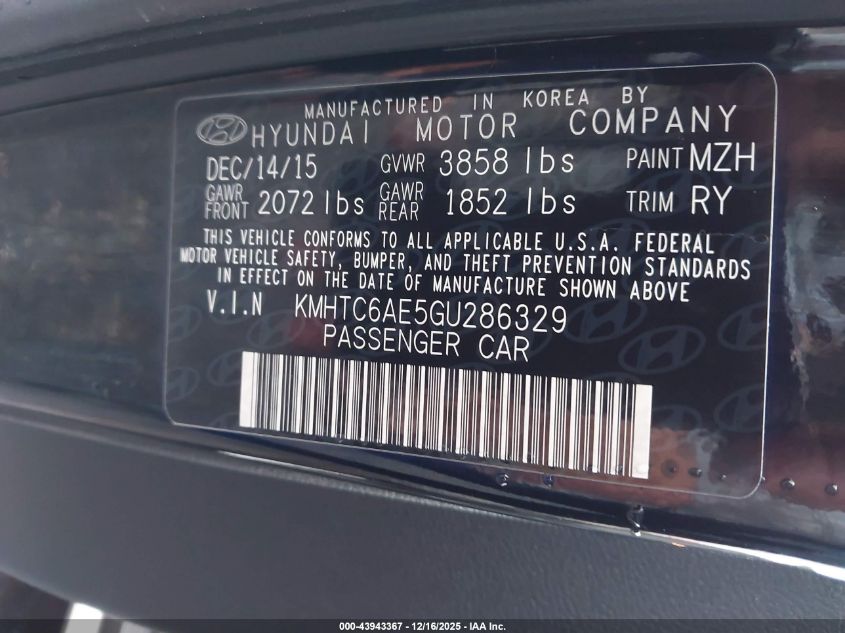 MANUFACTURED IN KOREA BY
HYUNDAI MOTOR COMPANY
DEC/14/15 GVWR 3858 lbs PAINT MZH
GAWR FRONT 2072 lbs GAWR REAR 1852 lbs TRIM RY
THIS VEHICLE CONFORMS TO ALL APPLICABLE U.S.A. FEDERAL
MOTOR VEHICLE SAFETY, BUMPER, AND THEFT PREVENTION STANDARDS
IN EFFECT ON THE DATE OF MANUFACTURE SHOWN ABOVE
V.I.N KMHTC6AE5GU286329
PASSENGER CAR
000-43943367 - 12/16/2025 - IAA Inc.